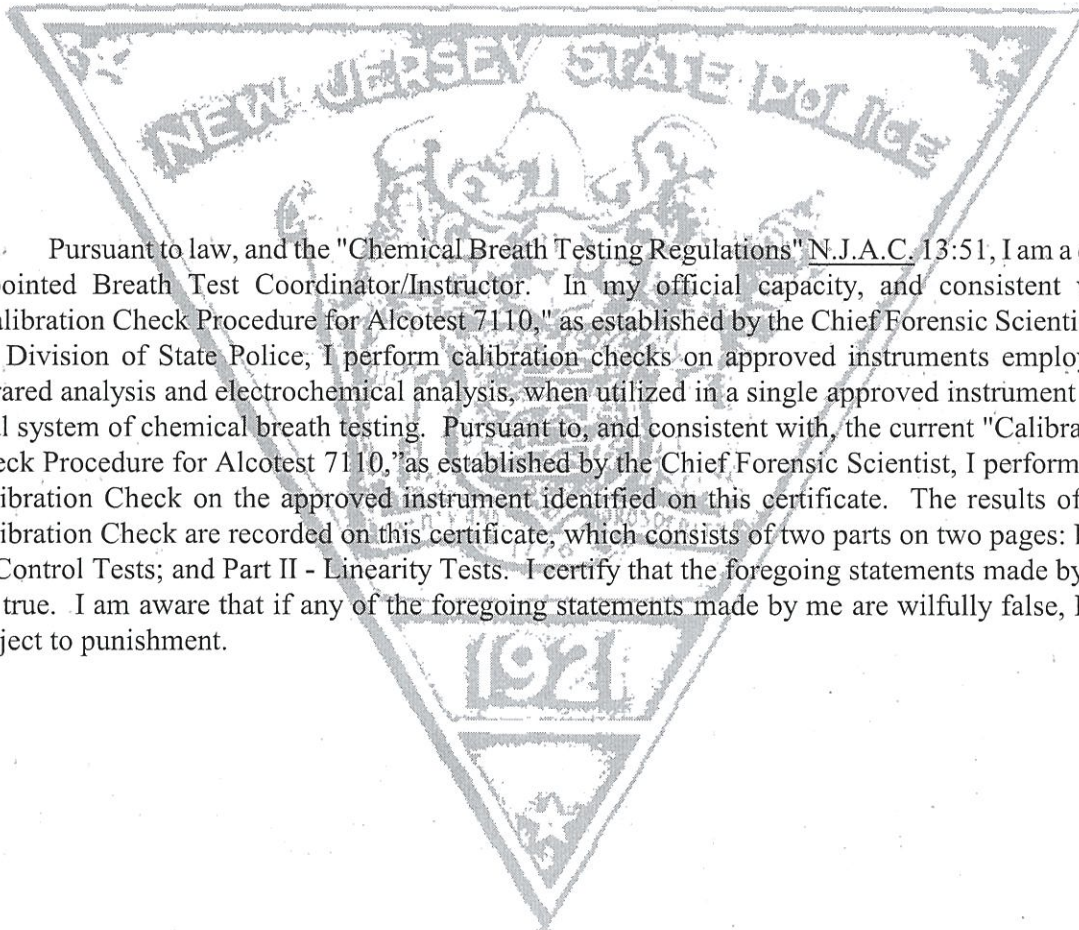 NEW JERSEY STATE POLICE
Pursuant to law, and the "Chemical Breath Testing Regulations" N.J.A.C. 13:51, I am a
ointed Breath Test Coordinator/Instructor. In my official capacity, and consistent
alibration Check Procedure for Alcotest 7110," as established by the Chief Forensic Scienti
Division of State Police, I perform calibration checks on approved instruments employ
rared analysis and electrochemical analysis, when utilized in a single approved instrument
al system of chemical breath testing. Pursuant to, and consistent with, the current "Calibra
eck Procedure for Alcotest 7110," as established by the Chief Forensic Scientist, I perform
libration Check on the approved instrument identified on this certificate. The results of
libration Check are recorded on this certificate, which consists of two parts on two pages:
Control Tests; and Part II - Linearity Tests. I certify that the foregoing statements made by
true. I am aware that if any of the foregoing statements made by me are wilfully false, I
ject to punishment.
1921